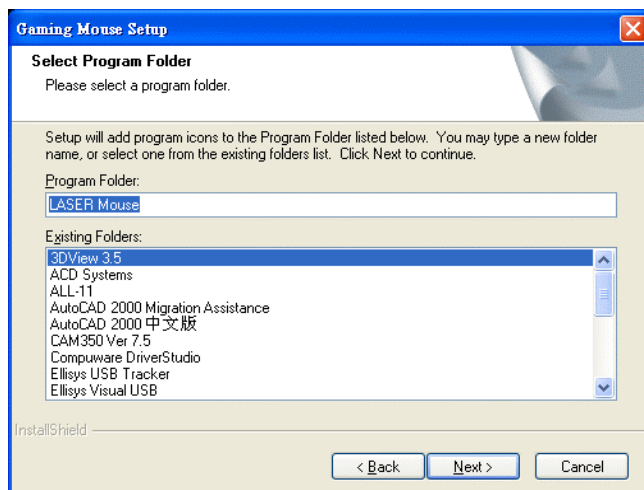 Gaming Mouse Setup
Select Program Folder
Please select a program folder.
Setup will add program icons to the Program Folder listed below. You may type a new folder
name, or select one from the existing folders list. Click Next to continue.
Program Folder:
LASER Mouse
Existing Folders:
3DView 3.5
ACD Systems
ALL-11
AutoCAD 2000 Migration Assistance
AutoCAD 2000 中文版
CAM350 Ver 7.5
Compuware DriverStudio
Ellisys USB Tracker
Ellisys Visual USB
InstallShield
< Back Next > Cancel